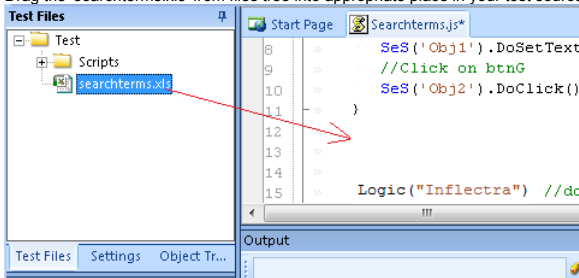 Test Files
Start Page Searchterms.js*
Test
Scripts
searchterms.xls
8 SeS('Obj1').DoSetText
9 //Click on btnG
10 SeS('Obj2').DoClick()
11 }
12
13
14
15 Logic("Inflectra") //do
Output
Test Files Settings Object Tr...